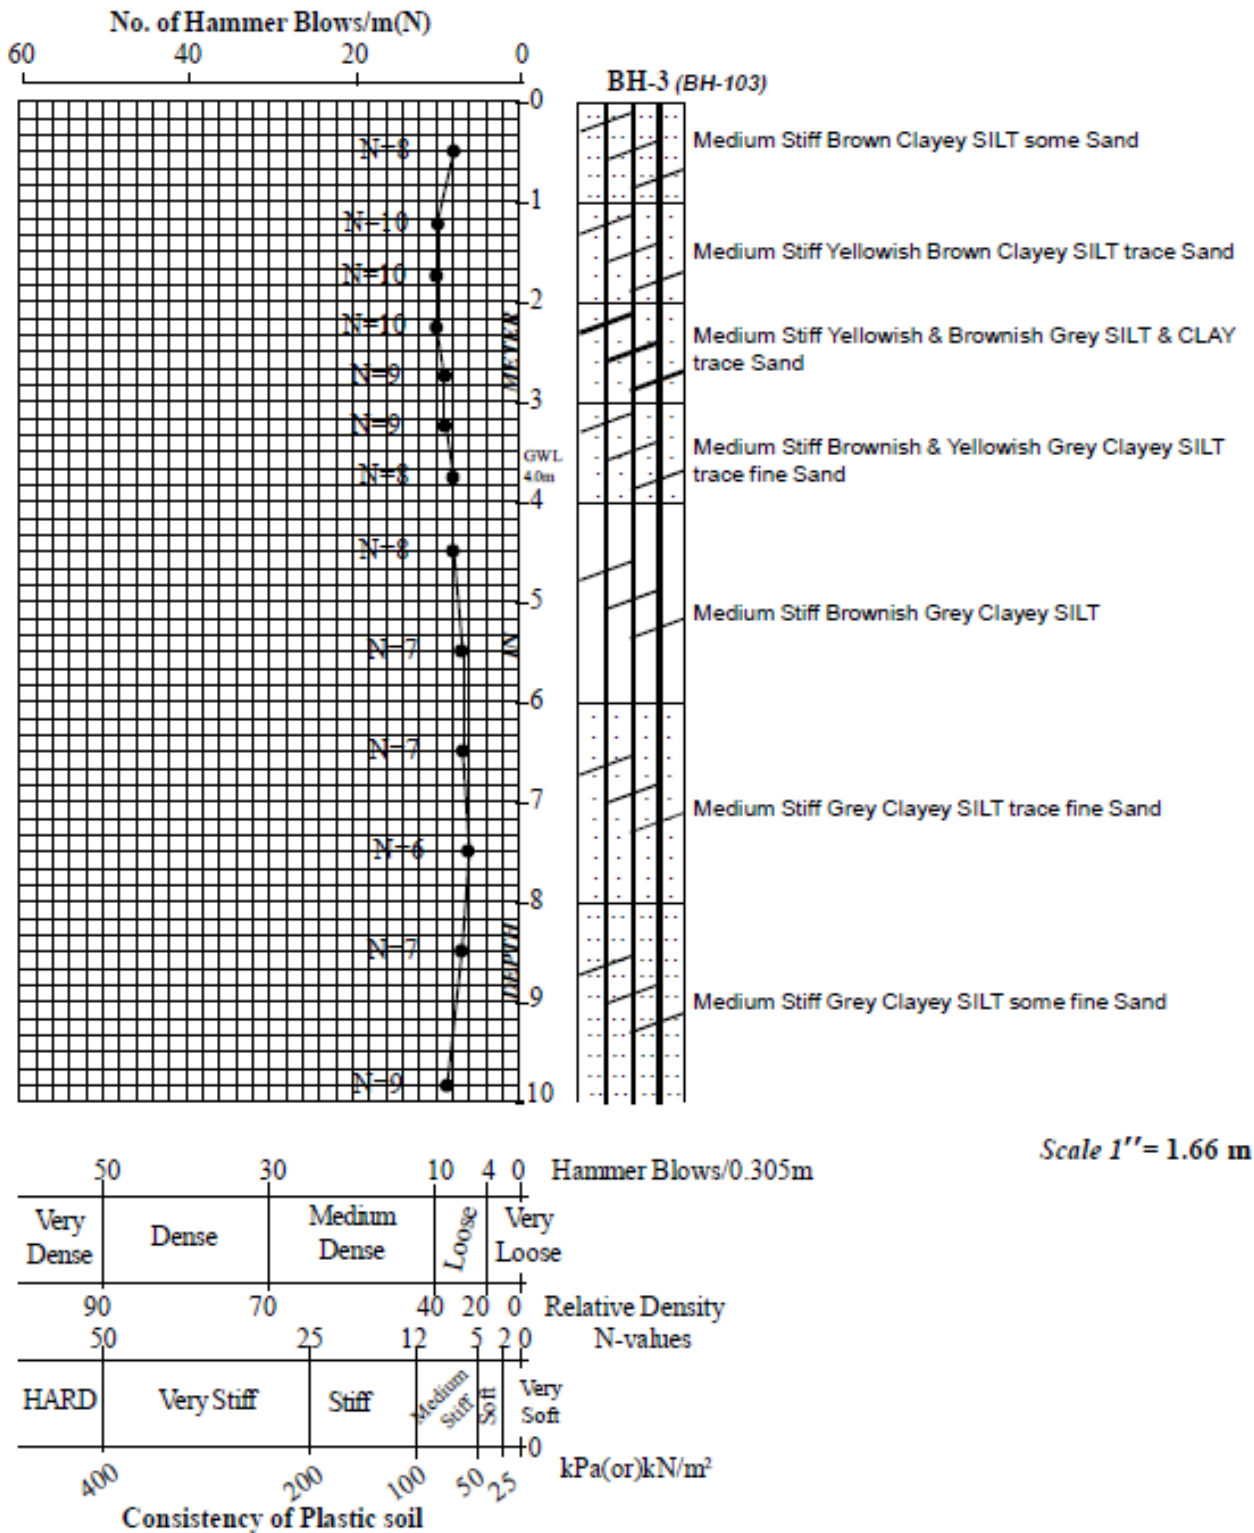 No. of Hammer Blows/m(N)
60 40 20 0
BH-3 (BH-103)
0
Medium Stiff Brown Clayey SILT some Sand
N=8
1
N=10
Medium Stiff Yellowish Brown Clayey SILT trace Sand
N=10
2
N=10
Medium Stiff Yellowish & Brownish Grey SILT & CLAY
trace Sand
N=9
3
N=9
Medium Stiff Brownish & Yellowish Grey Clayey SILT
trace fine Sand
GWL
4.0m
N=8
4
N=8
5
Medium Stiff Brownish Grey Clayey SILT
N=7
6
N=7
7
Medium Stiff Grey Clayey SILT trace fine Sand
N=6
8
N=7
9
Medium Stiff Grey Clayey SILT some fine Sand
N=9
10
DEPTH IN METER
Scale 1″= 1.66 m
50 30 10 4 0 Hammer Blows/0.305m
Very
Dense
Dense
Medium
Dense
Loose
Very
Loose
90 70 40 20 0 Relative Density
50 25 12 5 2 0 N-values
HARD
Very Stiff
Stiff
Medium
Stiff
Soft
Very
Soft
0
400 200 100 50 25 kPa(or)kN/m²
Consistency of Plastic soil